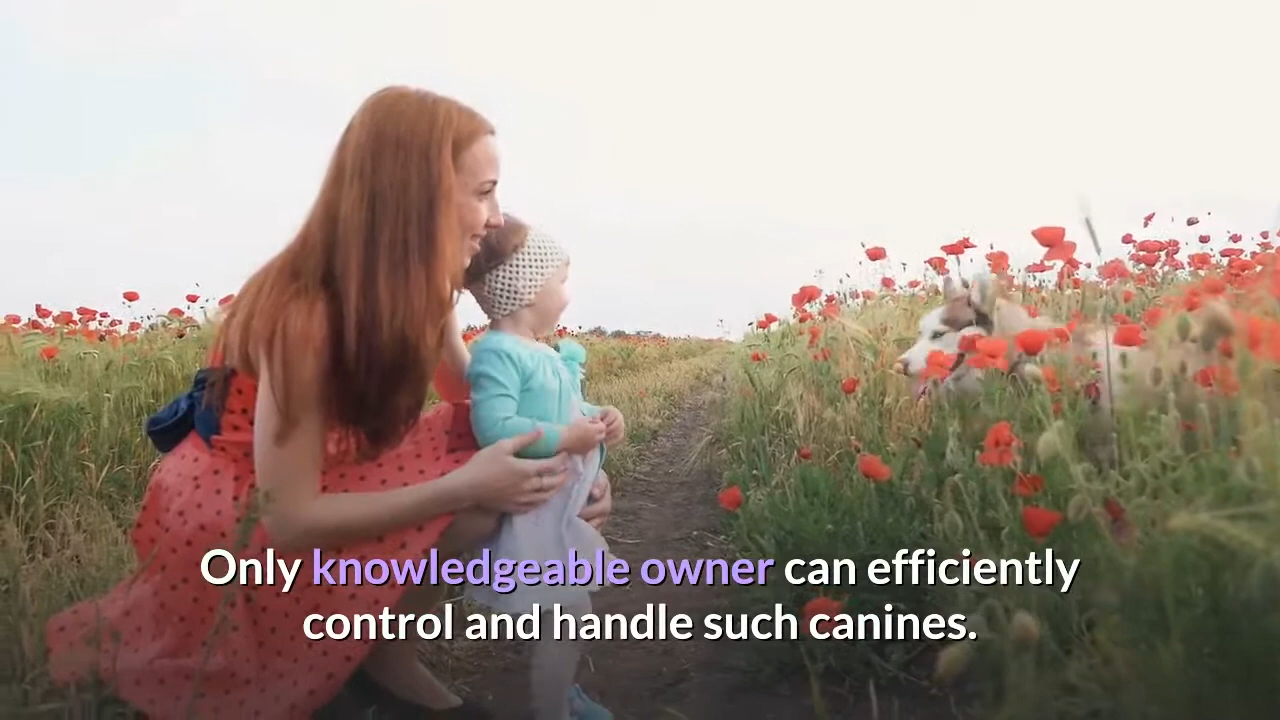 Only knowledgeable owner can efficiently
control and handle such canines.